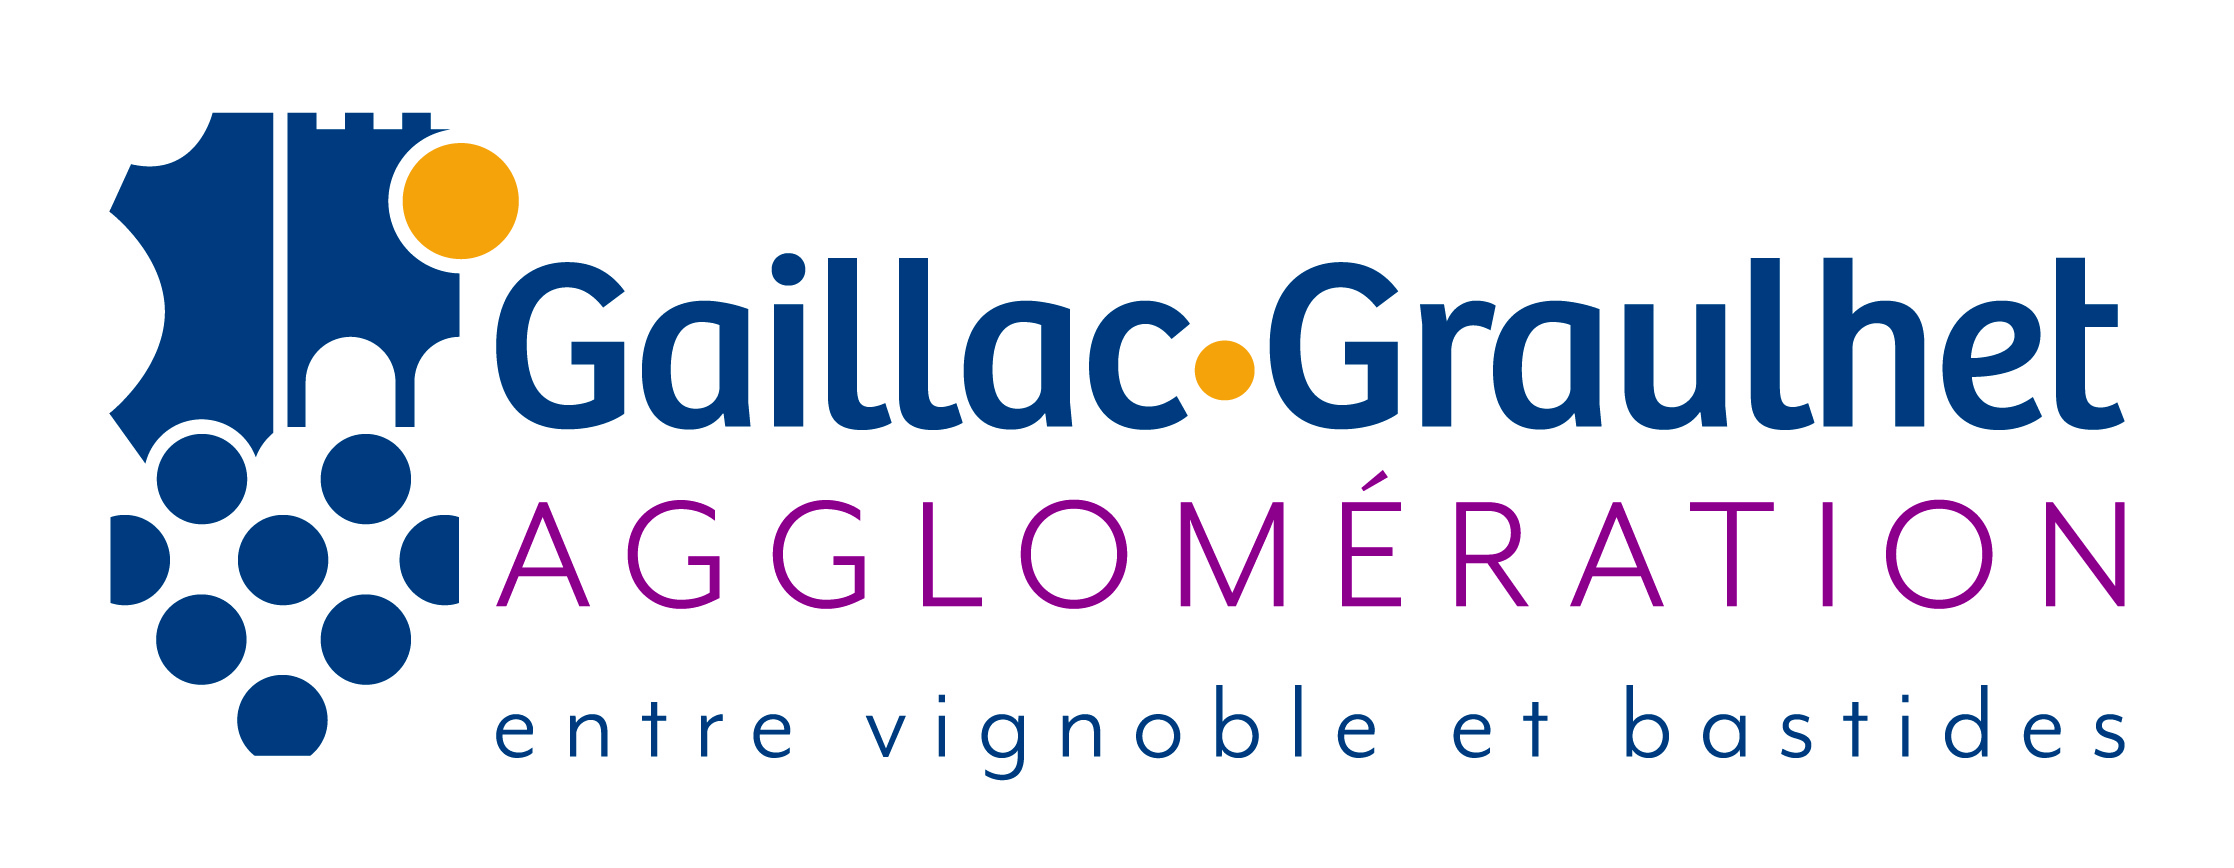 Gaillac·Graulhet
AGGLOMÉRATION
entre vignoble et bastides